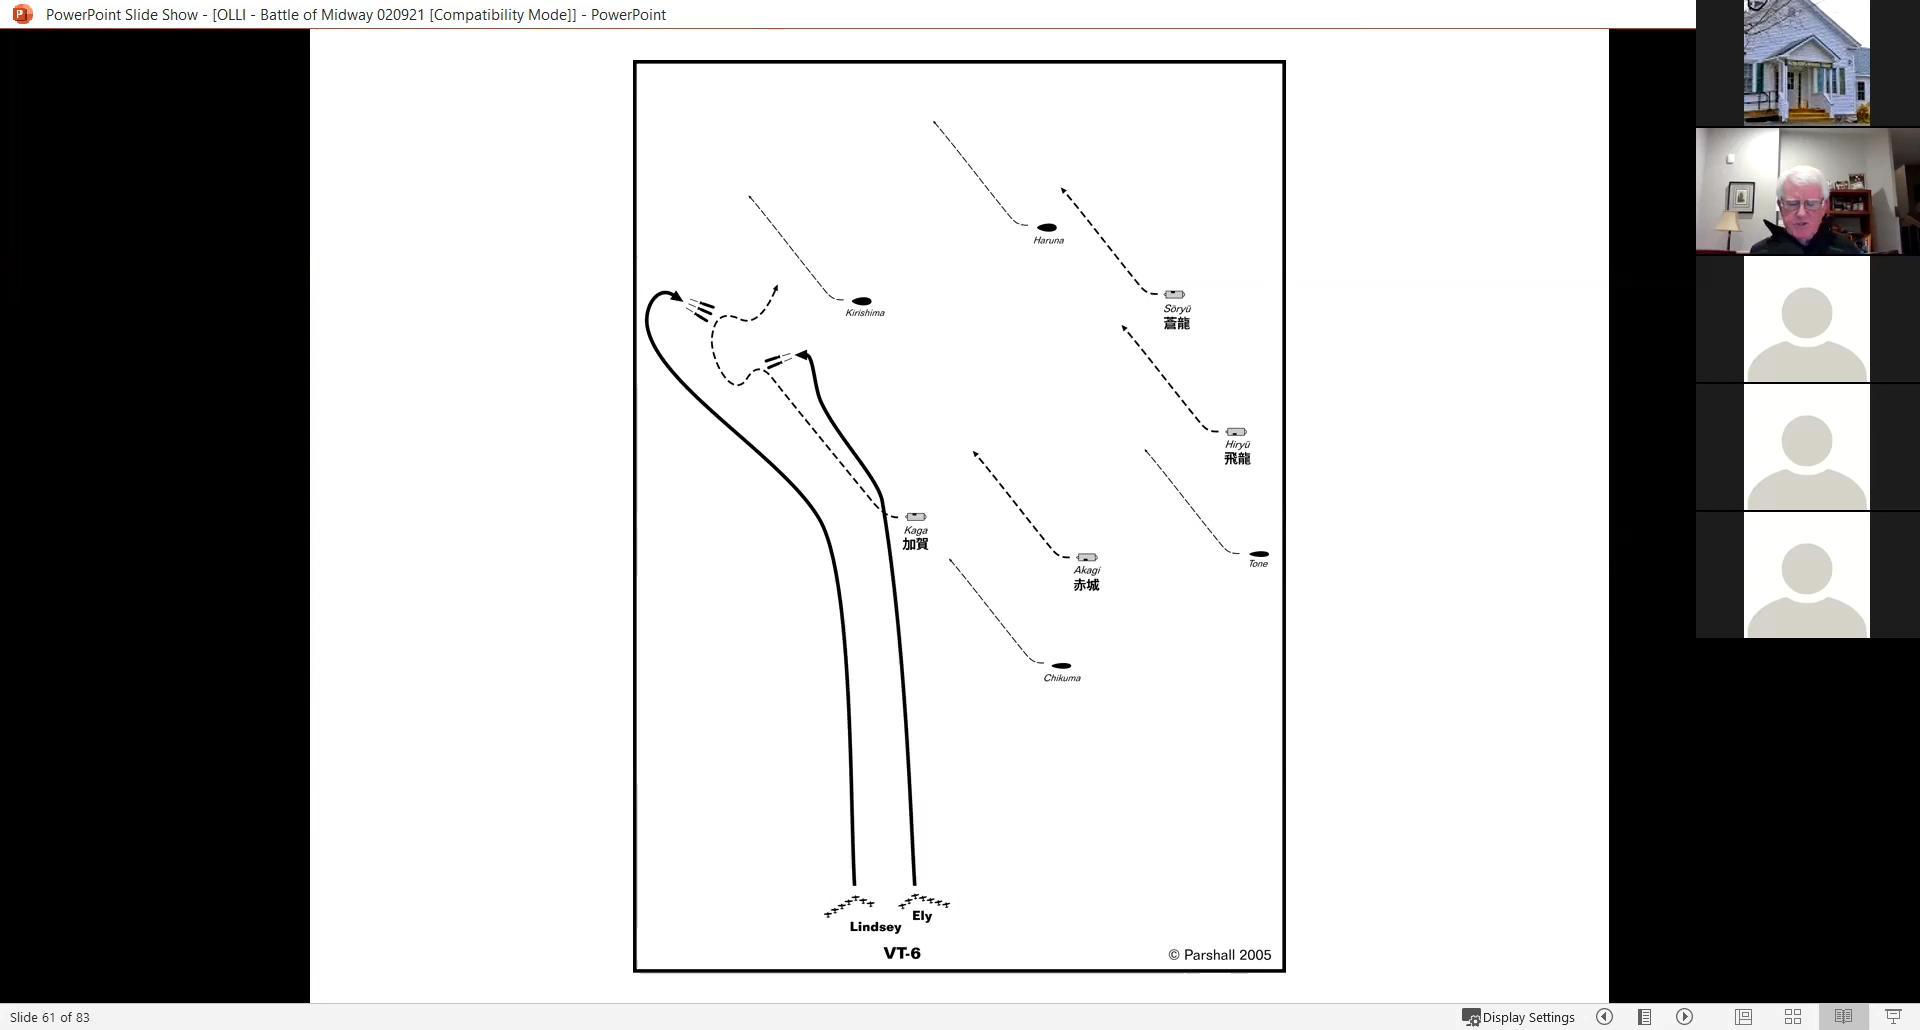 PowerPoint Slide Show - [OLLI - Battle of Midway 020921 [Compatibility Mode]] - PowerPoint
Haruna
Sōryū
蒼龍
Kirishima
Hiryū
飛龍
Kaga
加賀
Akagi
赤城
Tone
Chikuma
Lindsey
Ely
VT-6
© Parshall 2005
Slide 61 of 83
Display Settings